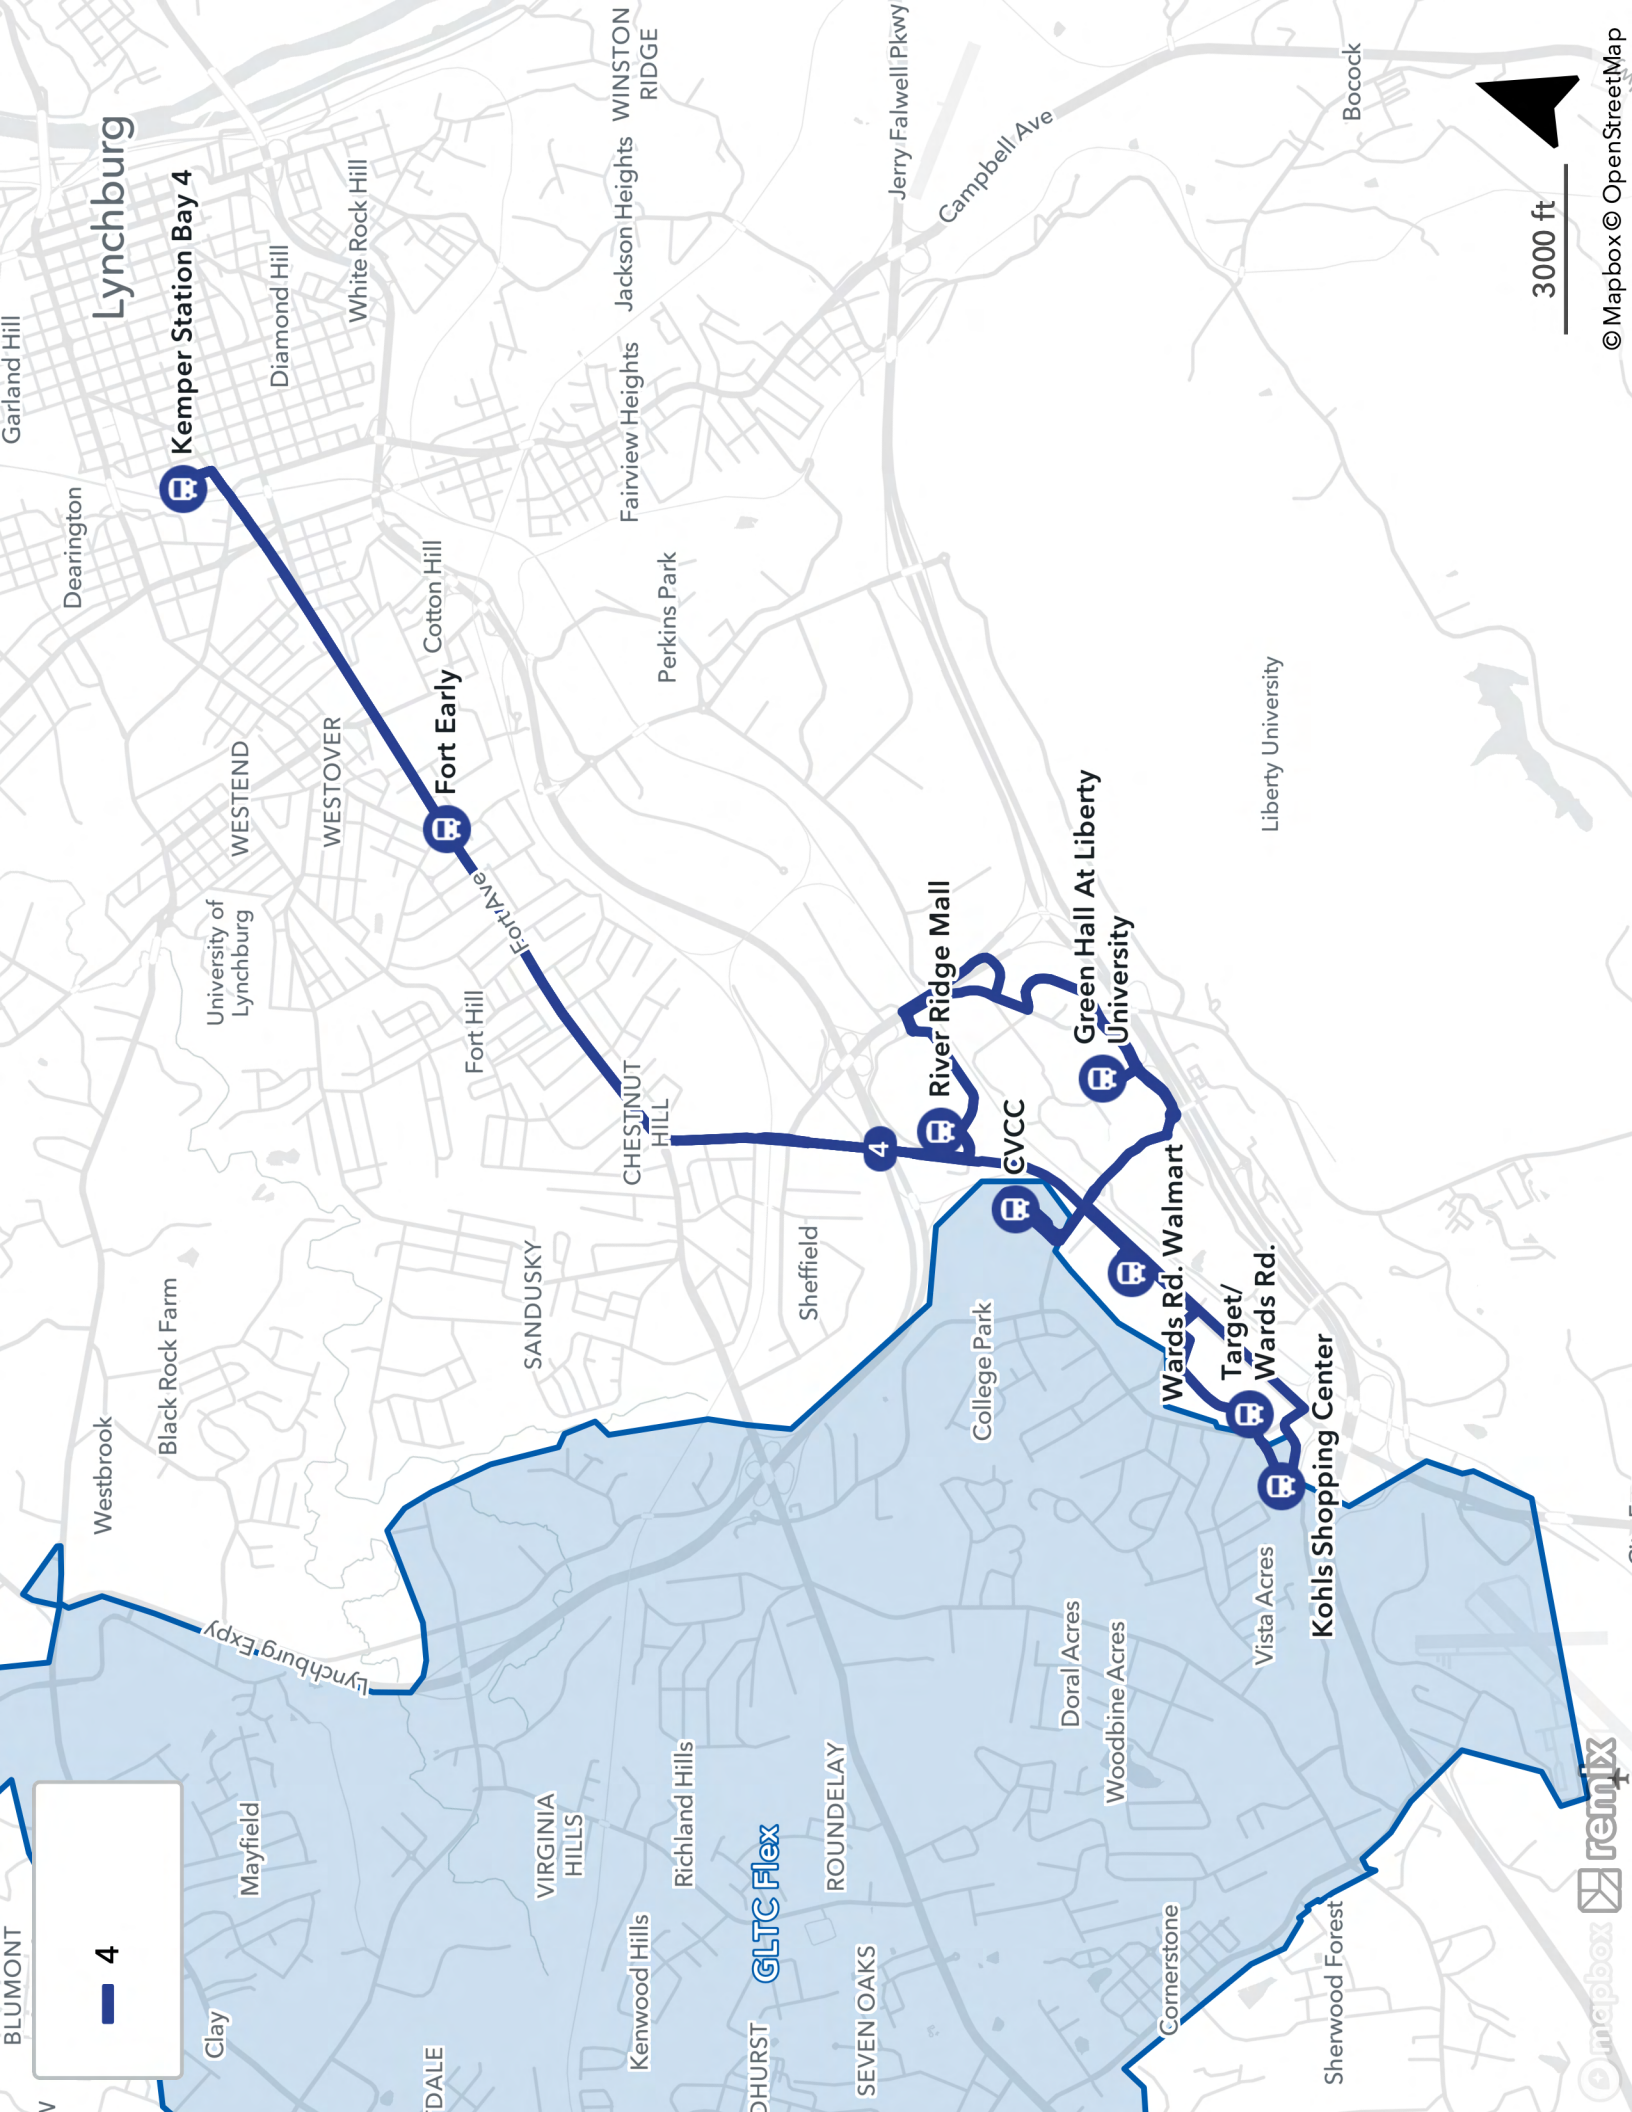 Garland Hill
Lynchburg
Kemper Station Bay 4
Dearington
Diamond Hill
White Rock Hill
WINSTON
RIDGE
Jackson Heights
Fairview Heights
Jerry Falwell Pkwy
Campbell Ave
Bocock
Cotton Hill
Perkins Park
Fort Early
WESTEND
WESTOVER
University of
Lynchburg
Fort Ave
Fort Hill
CHESTNUT
HILL
Liberty University
River Ridge Mall
Green Hall At Liberty
University
4
CVCC
Wards Rd. Walmart
Target/
Wards Rd.
Kohls Shopping Center
Sheffield
SANDUSKY
College Park
Black Rock Farm
Westbrook
Lynchburg Expy
Vista Acres
Doral Acres
Woodbine Acres
Mayfield
VIRGINIA
HILLS
Richland Hills
ROUNDELAY
GLTC Flex
Kenwood Hills
SEVEN OAKS
Cornerstone
Sherwood Forest
BLUMONT
Clay
DALE
DHURST
4
3000 ft
© Mapbox © OpenStreetMap
remix
mapbox